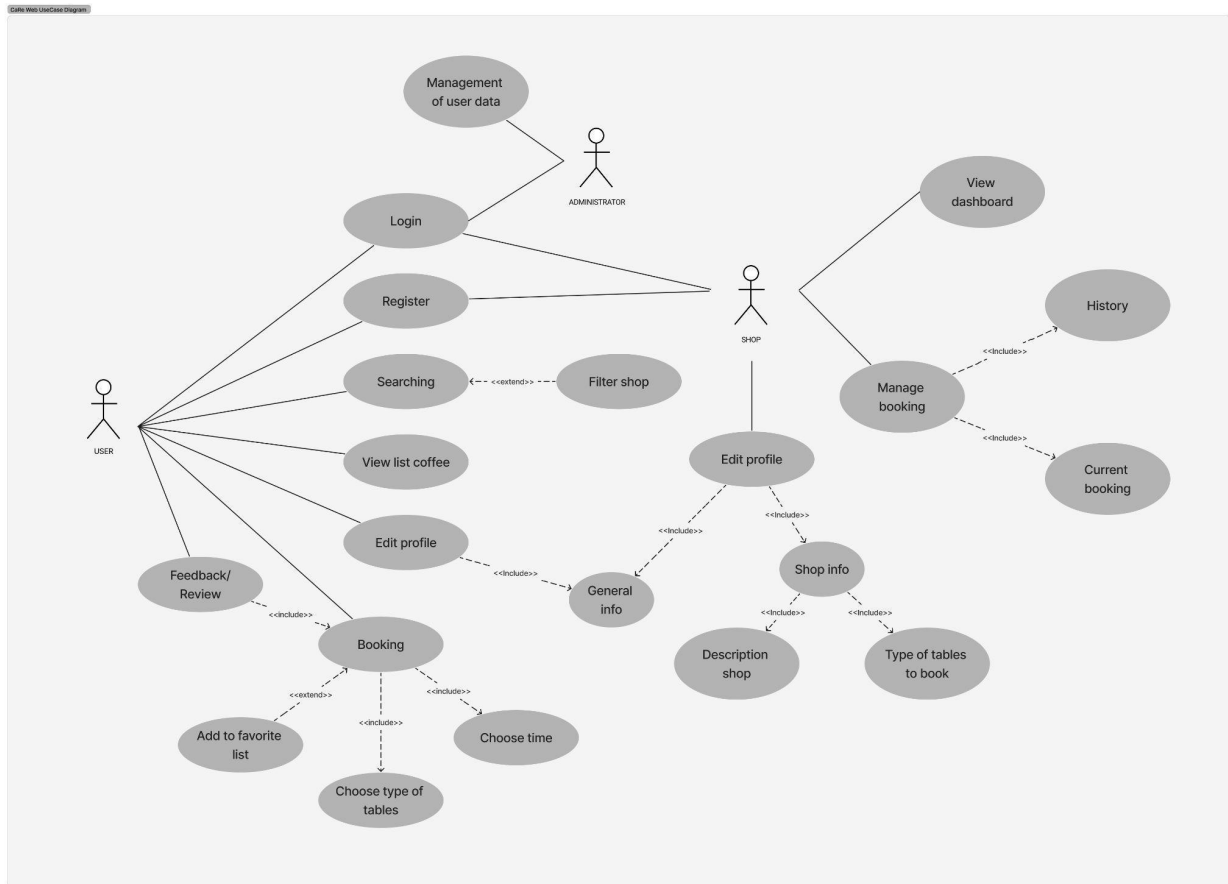 CaRe Web UseCase Diagram
Management
of user data
ADMINISTRATOR
View
dashboard
Login
Register
SHOP
History
<<Include>>
Searching
<<extend>>
Filter shop
Manage
booking
USER
<<Include>>
View list coffee
Edit profile
Current
booking
<<Include>>
<<Include>>
Edit profile
<<Include>>
Feedback/
Review
General
info
Shop info
<<include>>
<<Include>>
<<Include>>
Booking
Description
shop
Type of tables
to book
<<extend>>
<<include>>
<<include>>
Add to favorite
list
Choose time
Choose type of
tables